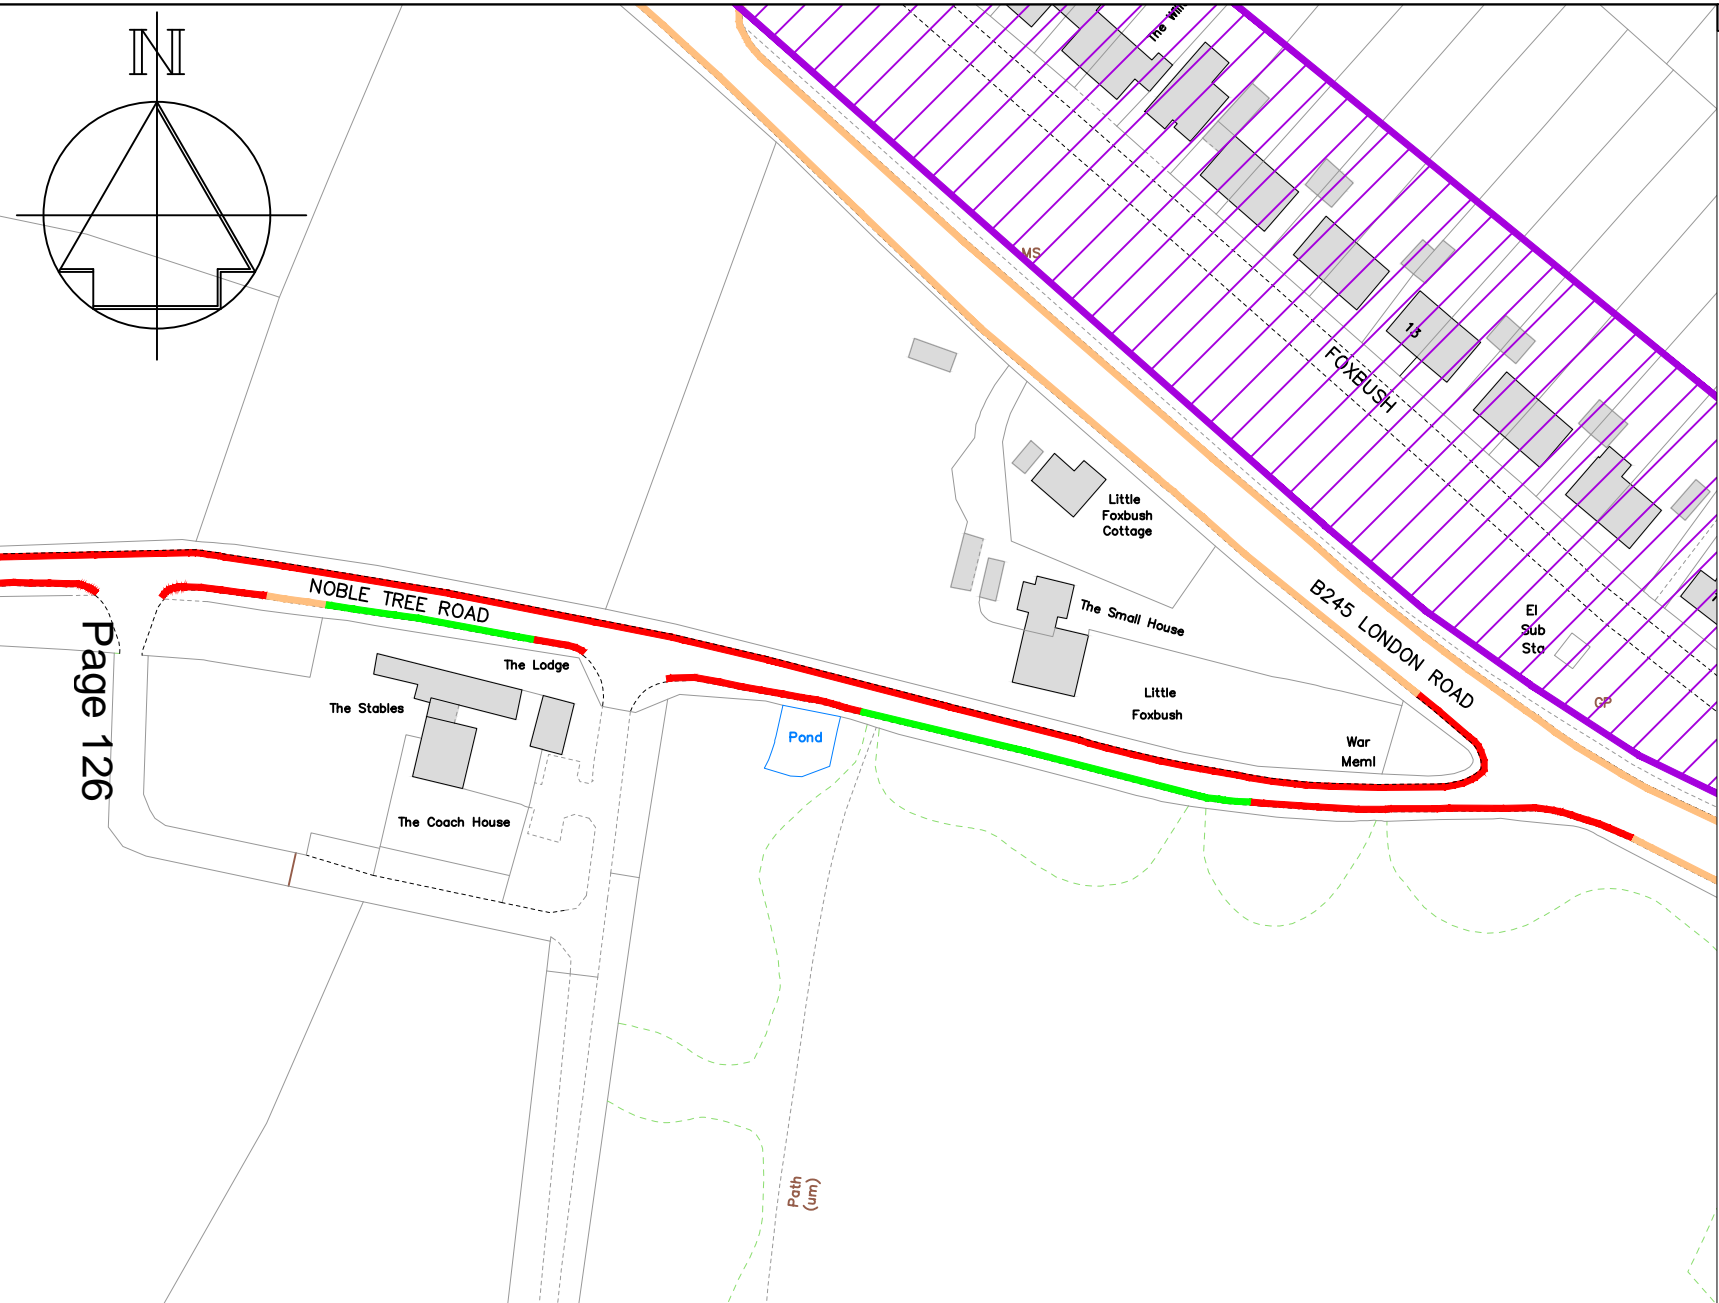 N
The
MS
13
FOXBUSH
Little
Foxbush
Cottage
The Small House
B245 LONDON ROAD
El
Sub
Sta
GP
NOBLE TREE ROAD
The Lodge
The Stables
Little
Foxbush
War
Meml
Pond
Page 126
The Coach House
Path
(um)